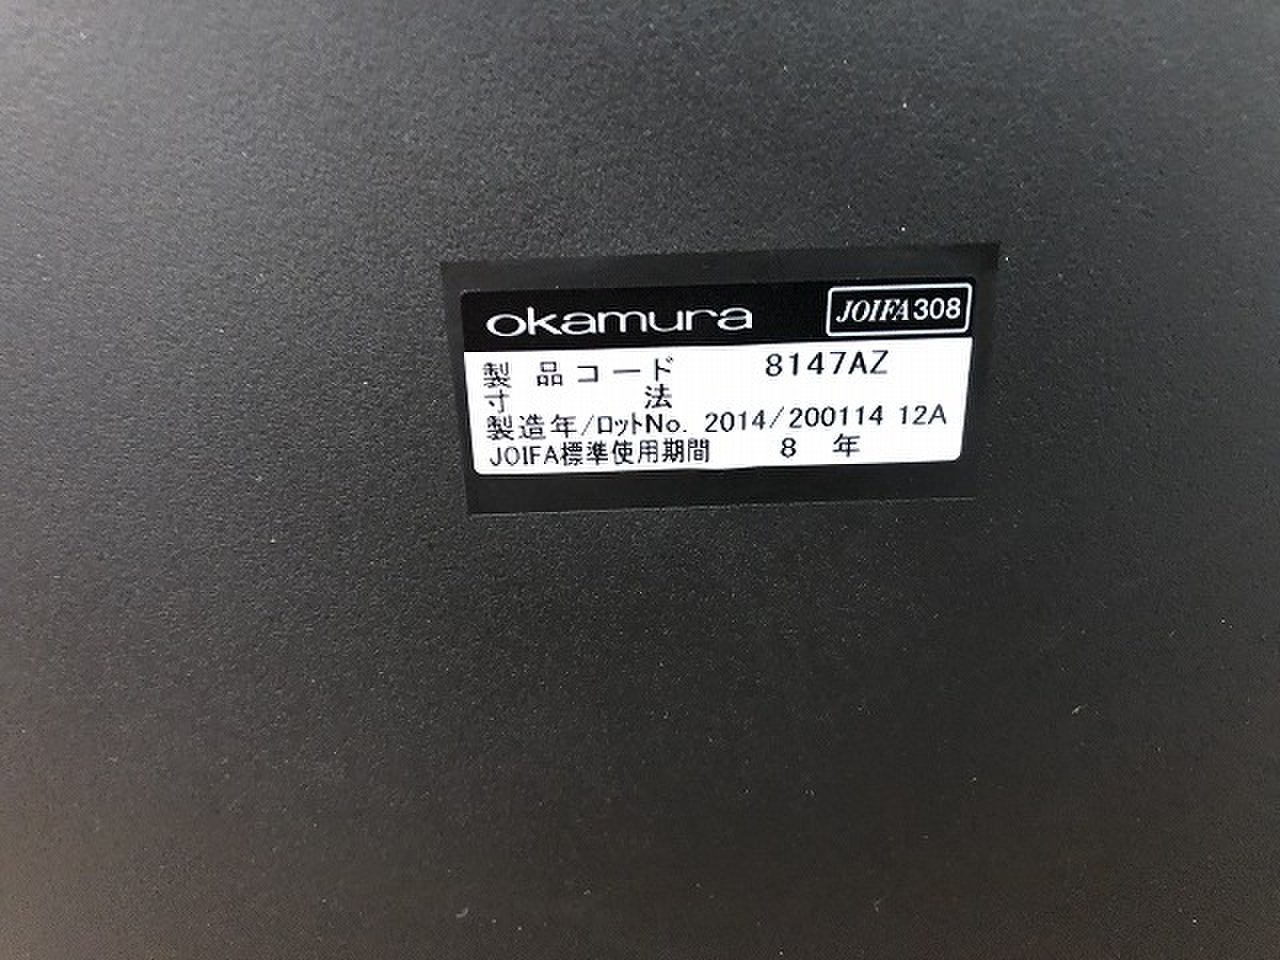 okamura JOIFA308
製品コード 8147AZ
寸法
製造年/ロットNo. 2014/200114 12A
JOIFA標準使用期間 8 年